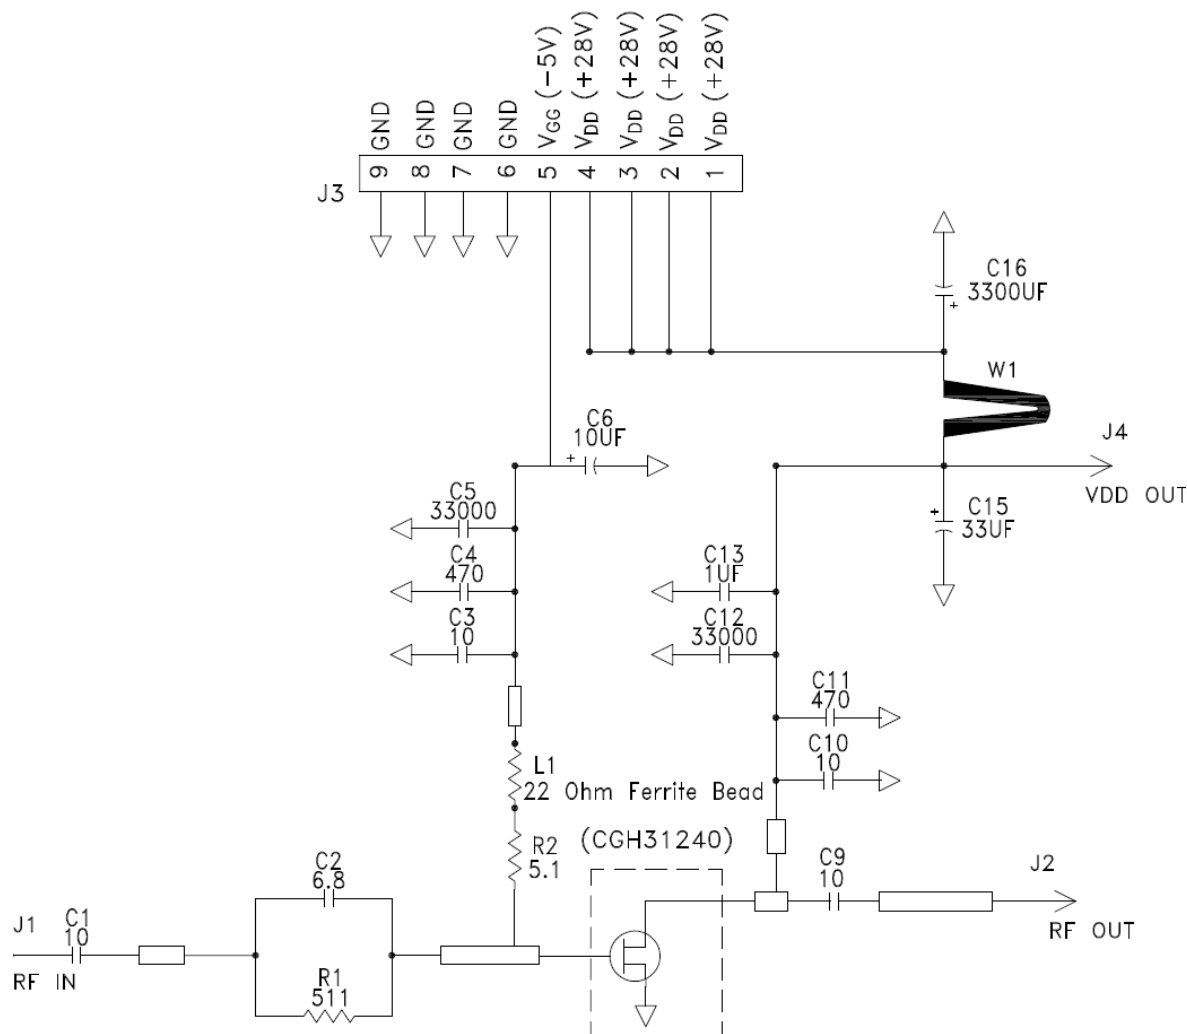 GND
GND
GND
GND
VGG (-5V)
VDD (+28V)
VDD (+28V)
VDD (+28V)
VDD (+28V)
J3
9
8
7
6
5
4
3
2
1
C16
3300UF
+
W1
J4
VDD OUT
C6
10UF
+
C15
33UF
+
C5
33000
C4
470
C3
10
C13
1UF
C12
33000
C11
470
C10
10
L1
22 Ohm Ferrite Bead
R2
5.1
(CGH31240)
C9
10
J2
RF OUT
C2
6.8
J1
C1
10
RF IN
R1
511